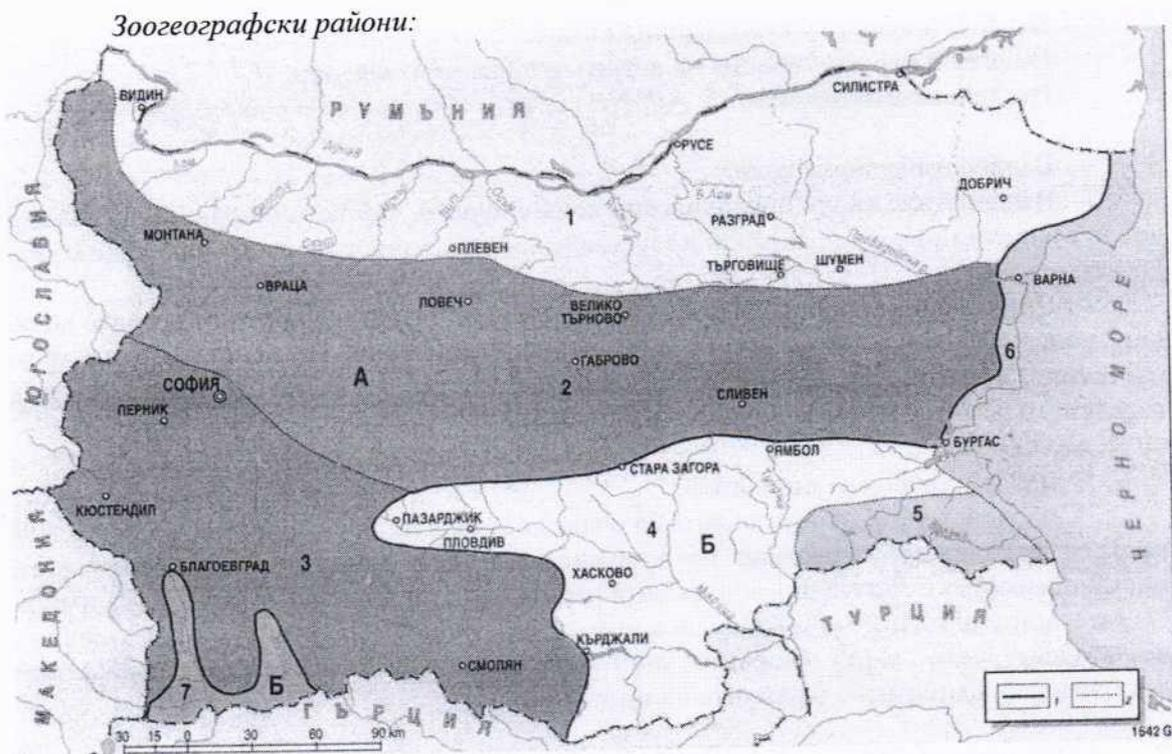 Зоогеографски райони:
ВИДИН
РУМЪНИЯ
СИЛИСТРА
РУСЕ
ДОБРИЧ
1
РАЗГРАД
МОНТАНА
ПЛЕВЕН
ТЪРГОВИЩЕ
ШУМЕН
ВАРНА
ЮГОСЛАВИЯ
ВРАЦА
ЛОВЕЧ
ВЕЛИКО
ТЪРНОВО
ЧЕРНО МОРЕ
6
ГАБРОВО
А
2
СОФИЯ
ПЕРНИК
СЛИВЕН
БУРГАС
ЯМБОЛ
СТАРА ЗАГОРА
КЮСТЕНДИЛ
ПАЗАРДЖИК
ПЛОВДИВ
4
Б
5
МАКЕДОНИЯ
БЛАГОЕВГРАД
3
ХАСКОВО
ТУРЦИЯ
КЪРДЖАЛИ
СМОЛЯН
7
Б
ГЪРЦИЯ
1
2
30 15 0 30 60 90 km
1642 G